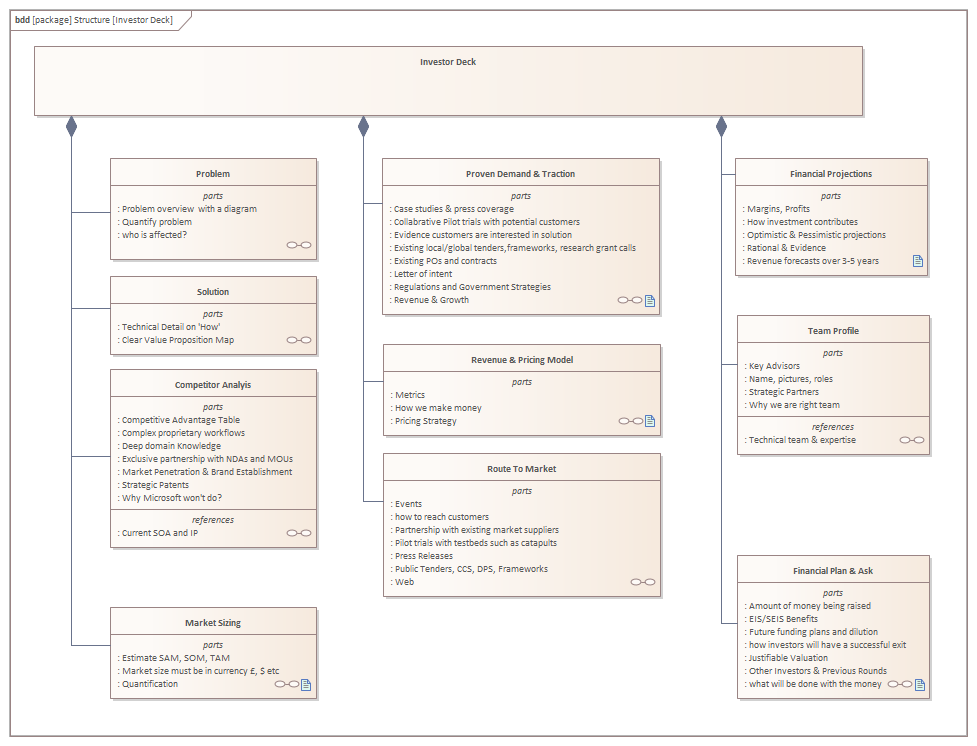 bdd [package] Structure [Investor Deck]
Investor Deck
Problem
parts
: Problem overview  with a diagram
: Quantify problem
: who is affected?
Solution
parts
: Technical Detail on 'How'
: Clear Value Proposition Map
Competitor Analyis
parts
: Competitive Advantage Table
: Complex proprietary workflows
: Deep domain Knowledge
: Exclusive partnership with NDAs and MOUs
: Market Penetration & Brand Establishment
: Strategic Patents
: Why Microsoft won't do?
references
: Current SOA and IP
Market Sizing
parts
: Estimate SAM, SOM, TAM
: Market size must be in currency £, $ etc
: Quantification
Proven Demand & Traction
parts
: Case studies & press coverage
: Collabrative Pilot trials with potential customers
: Evidence customers are interested in solution
: Existing local/global tenders,frameworks, research grant calls
: Existing POs and contracts
: Letter of intent
: Regulations and Government Strategies
: Revenue & Growth
Revenue & Pricing Model
parts
: Metrics
: How we make money
: Pricing Strategy
Route To Market
parts
: Events
: how to reach customers
: Partnership with existing market suppliers
: Pilot trials with testbeds such as catapults
: Press Releases
: Public Tenders, CCS, DPS, Frameworks
: Web
Financial Projections
parts
: Margins, Profits
: How investment contributes
: Optimistic & Pessimistic projections
: Rational & Evidence
: Revenue forecasts over 3-5 years
Team Profile
parts
: Key Advisors
: Name, pictures, roles
: Strategic Partners
: Why we are right team
references
: Technical team & expertise
Financial Plan & Ask
parts
: Amount of money being raised
: EIS/SEIS Benefits
: Future funding plans and dilution
: how investors will have a successful exit
: Justifiable Valuation
: Other Investors & Previous Rounds
: what will be done with the money